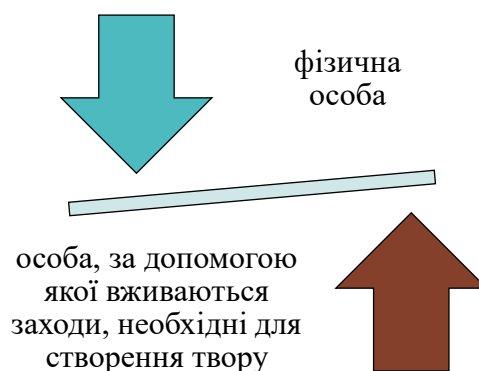 фізична
особа
особа, за допомогою
якої вживаються
заходи, необхідні для
створення твору